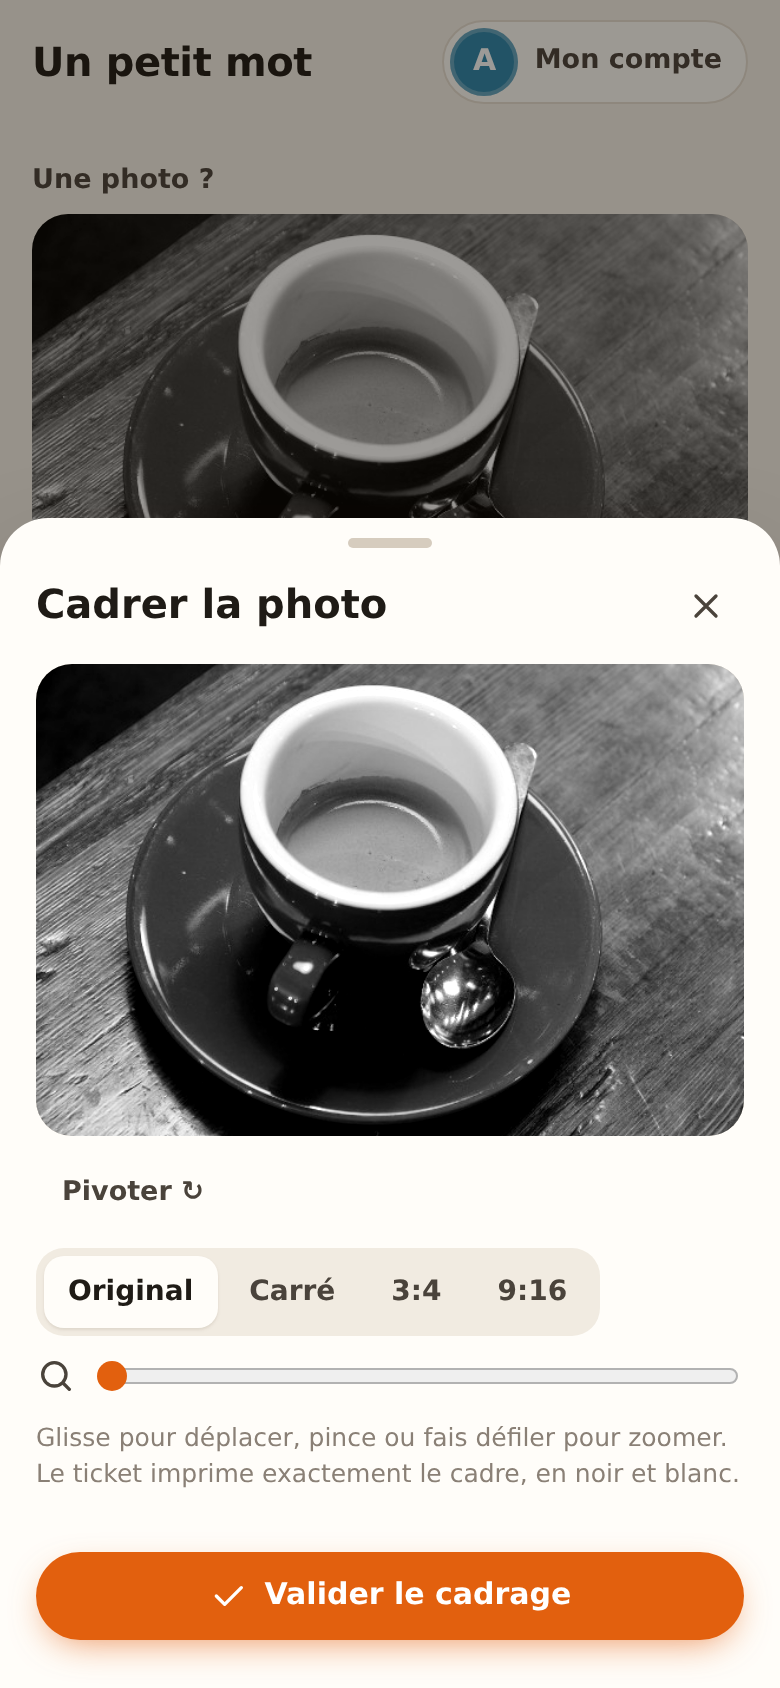 Un petit mot
A
Mon compte
Une photo ?
Cadrer la photo
Pivoter ↻
Original
Carré
3:4
9:16
Glisse pour déplacer, pince ou fais défiler pour zoomer.
Le ticket imprime exactement le cadre, en noir et blanc.
Valider le cadrage